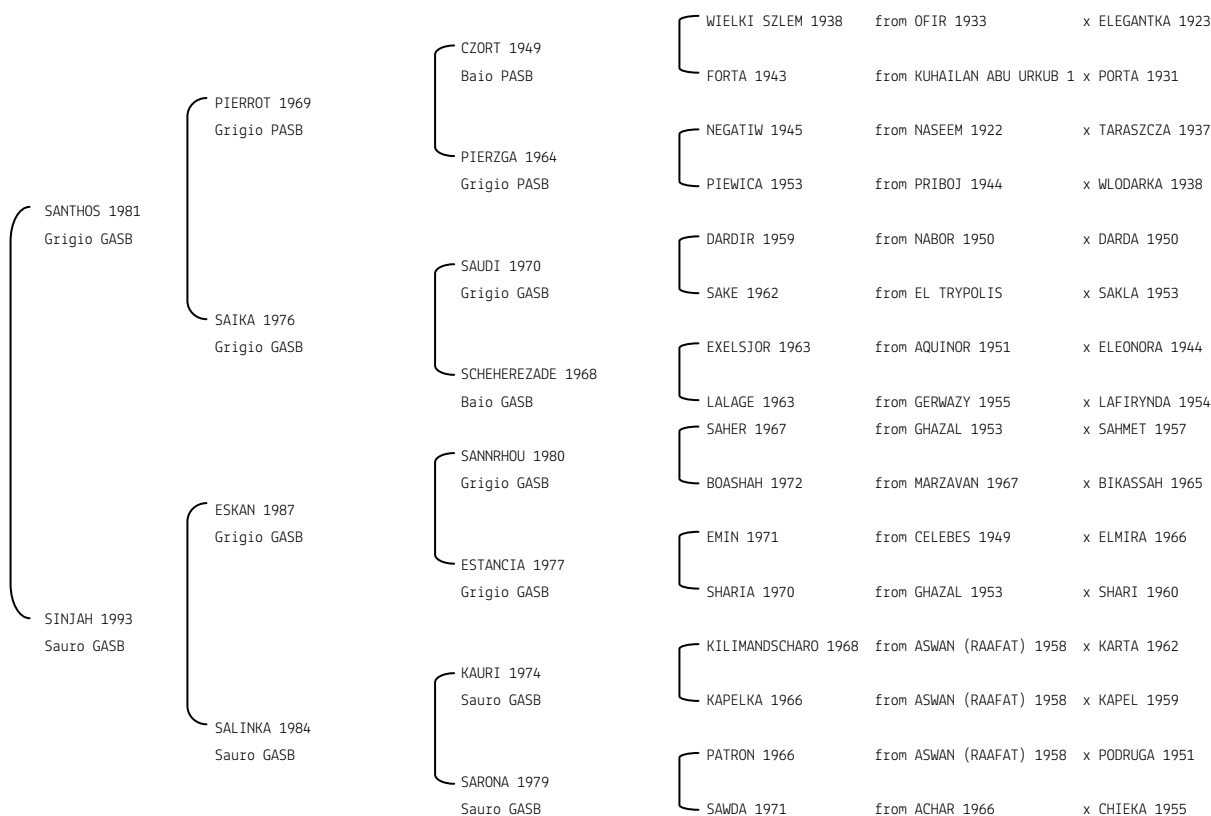 WIELKI SZLEM 1938 from OFIR 1933 x ELEGANTKA 1923
CZORT 1949
Baio PASB
FORTA 1943 from KUHAILAN ABU URKUB 1 x PORTA 1931
PIERROT 1969
Grigio PASB
NEGATIW 1945 from NASEEM 1922 x TARASZCZA 1937
PIERZGA 1964
Grigio PASB
PIEWICA 1953 from PRIBOJ 1944 x WLODARKA 1938
SANTHOS 1981
Grigio GASB
DARDIR 1959 from NABOR 1950 x DARDA 1950
SAUDI 1970
Grigio GASB
SAKE 1962 from EL TRYPOLIS x SAKLA 1953
SAIKA 1976
Grigio GASB
EXELSJOR 1963 from AQUINOR 1951 x ELEONORA 1944
SCHEHEREZADE 1968
Baio GASB
LALAGE 1963 from GERWAZY 1955 x LAFIRYNDA 1954
SAHER 1967 from GHAZAL 1953 x SAHMET 1957
SANNRHOU 1980
Grigio GASB
BOASHAH 1972 from MARZAVAN 1967 x BIKASSAH 1965
ESKAN 1987
Grigio GASB
EMIN 1971 from CELEBES 1949 x ELMIRA 1966
ESTANCIA 1977
Grigio GASB
SHARIA 1970 from GHAZAL 1953 x SHARI 1960
SINJAH 1993
Sauro GASB
KILIMANDSCHARO 1968 from ASWAN (RAAFAT) 1958 x KARTA 1962
KAURI 1974
Sauro GASB
KAPELKA 1966 from ASWAN (RAAFAT) 1958 x KAPEL 1959
SALINKA 1984
Sauro GASB
PATRON 1966 from ASWAN (RAAFAT) 1958 x PODRUGA 1951
SARONA 1979
Sauro GASB
SAWDA 1971 from ACHAR 1966 x CHIEKA 1955